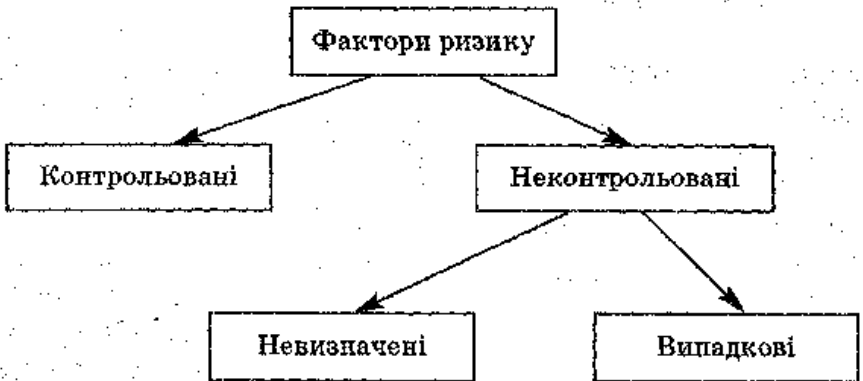 Фактори ризику
Контрольовані
Неконтрольовані
Невизначені
Випадкові